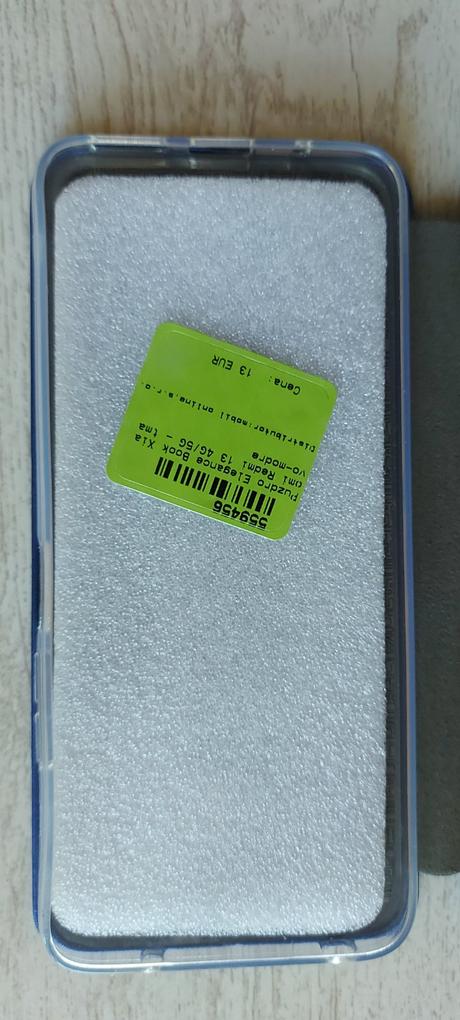 559456
Puzdro Elegance Book Xia
omi Redmi 13 4G/5G - tma
vo-modre
Distributor:mobil online,s.r.o.
Cena: 13 EUR